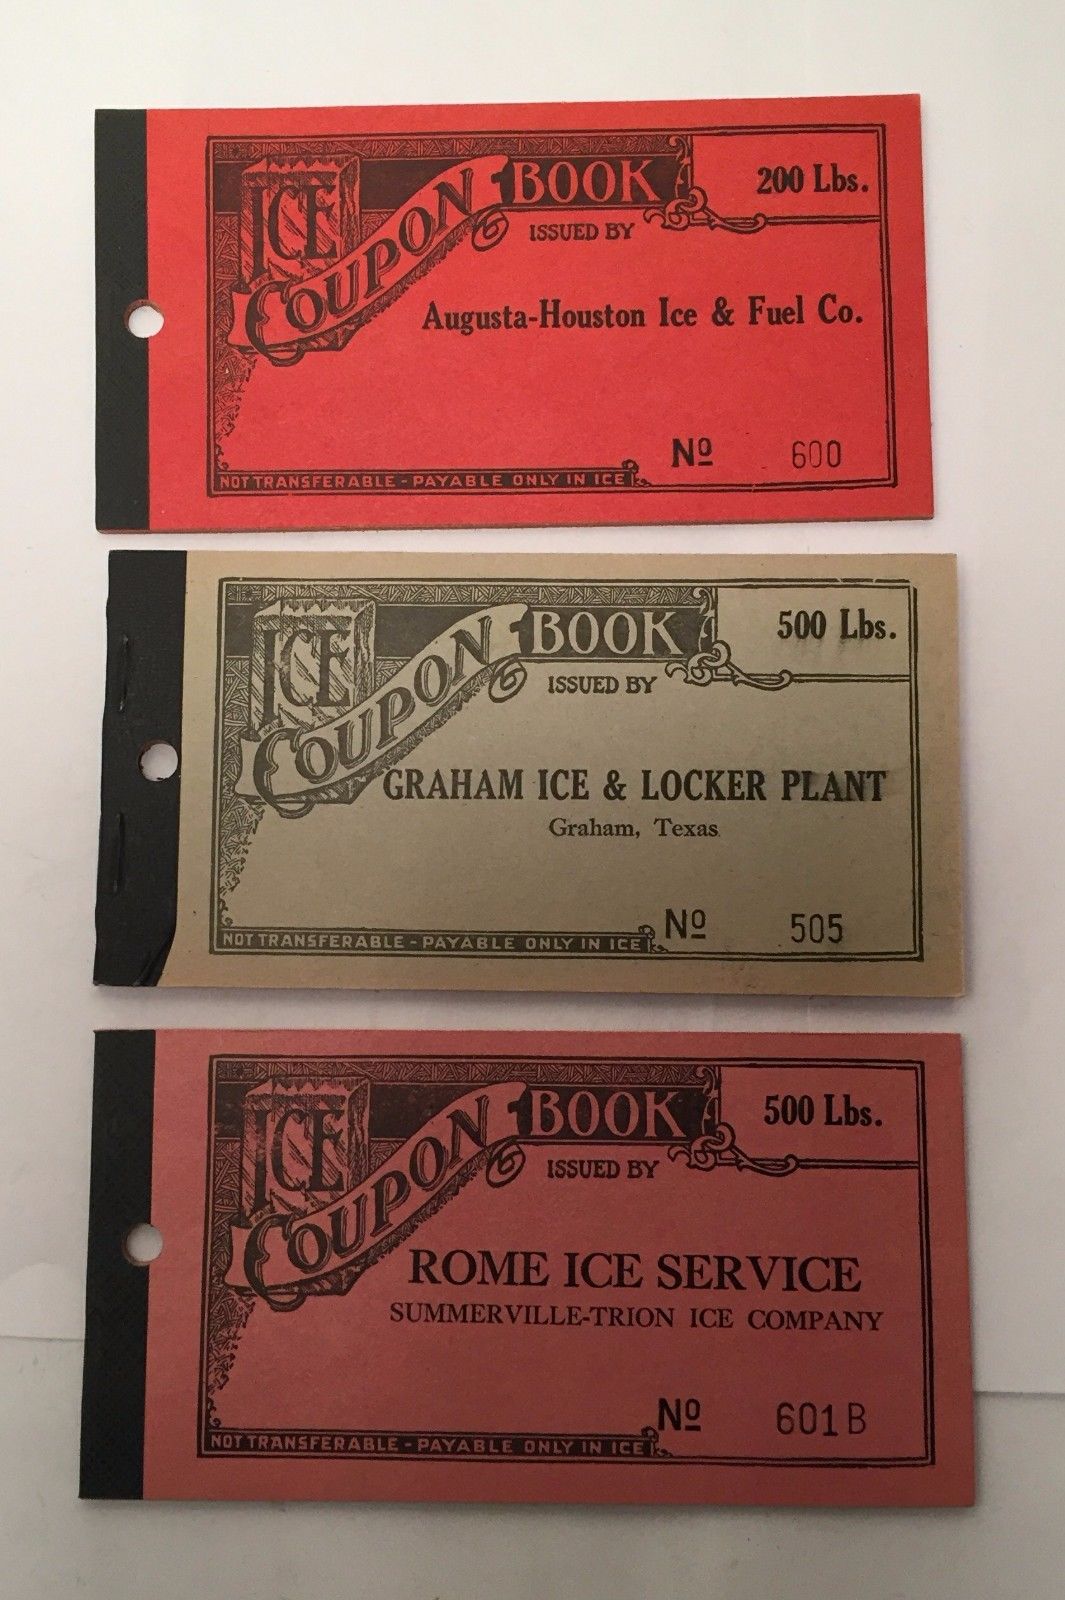 ICE COUPON BOOK
200 Lbs.
ISSUED BY
Augusta-Houston Ice & Fuel Co.
Nº 600
NOT TRANSFERABLE - PAYABLE ONLY IN ICE
ICE COUPON BOOK
500 Lbs.
ISSUED BY
GRAHAM ICE & LOCKER PLANT
Graham, Texas
Nº 505
NOT TRANSFERABLE - PAYABLE ONLY IN ICE
ICE COUPON BOOK
500 Lbs.
ISSUED BY
ROME ICE SERVICE
SUMMERVILLE-TRION ICE COMPANY
Nº 601 B
NOT TRANSFERABLE - PAYABLE ONLY IN ICE